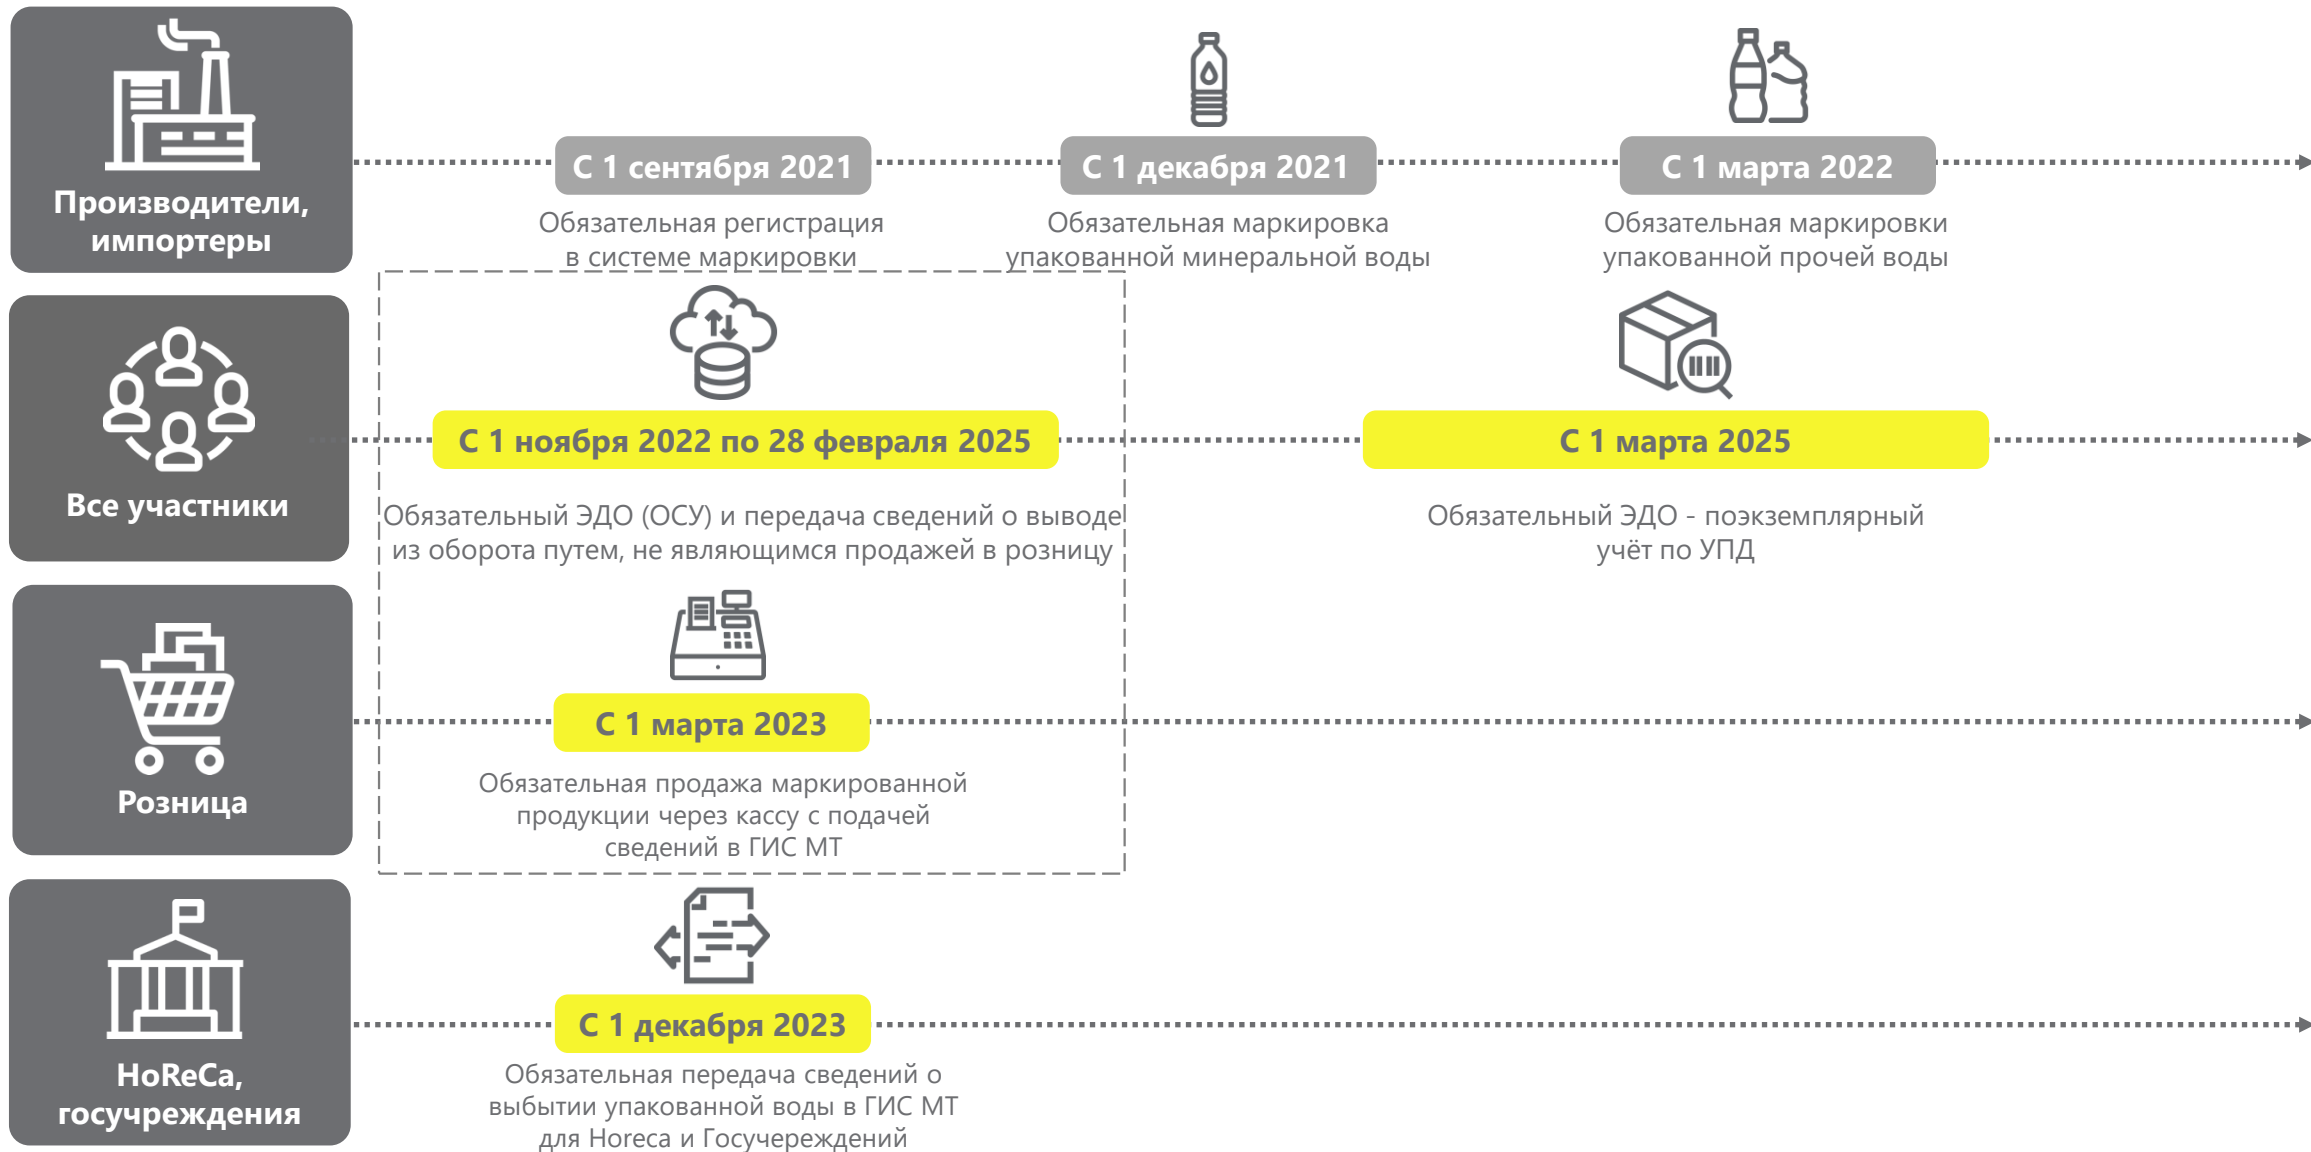 Производители,
импортеры
С 1 сентября 2021
Обязательная регистрация
в системе маркировки
С 1 декабря 2021
Обязательная маркировка
упакованной минеральной воды
С 1 марта 2022
Обязательная маркировки
упакованной прочей воды
Все участники
С 1 ноября 2022 по 28 февраля 2025
Обязательный ЭДО (ОСУ) и передача сведений о выводе
из оборота путем, не являющимся продажей в розницу
С 1 марта 2025
Обязательный ЭДО - поэкземплярный
учёт по УПД
Розница
С 1 марта 2023
Обязательная продажа маркированной
продукции через кассу с подачей
сведений в ГИС МТ
HoReCa,
госучреждения
С 1 декабря 2023
Обязательная передача сведений о
выбытии упакованной воды в ГИС МТ
для Horeca и Госучереждений